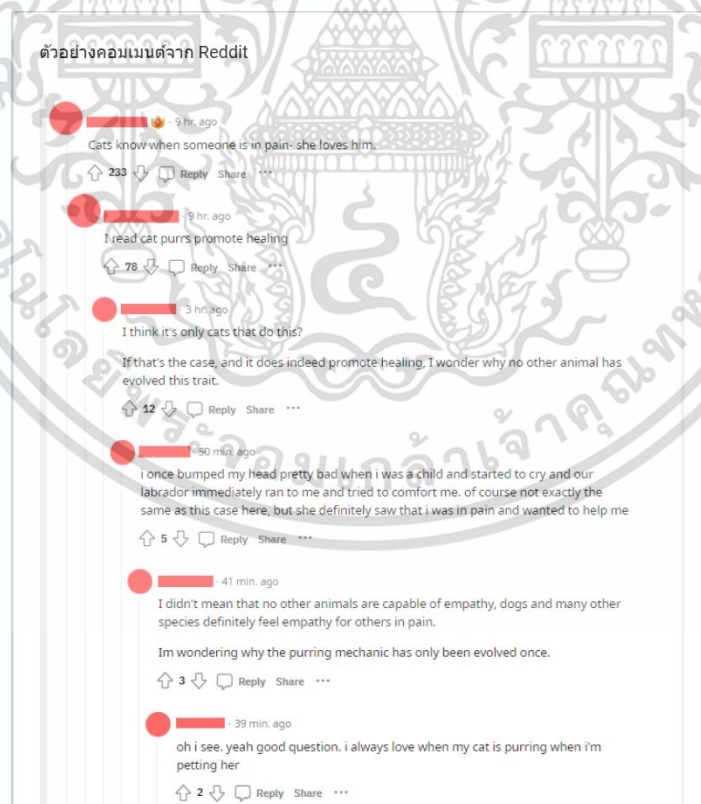 ตัวอย่างคอมเมนต์จาก Reddit
· 9 hr. ago
Cats know when someone is in pain- she loves him.
233 Reply Share ···
· 9 hr. ago
I read cat purrs promote healing
78 Reply Share ···
· 3 hr. ago
I think it's only cats that do this?
If that's the case, and it does indeed promote healing, I wonder why no other animal has
evolved this trait.
12 Reply Share ···
· 50 min. ago
i once bumped my head pretty bad when i was a child and started to cry and our
labrador immediately ran to me and tried to comfort me. of course not exactly the
same as this case here, but she definitely saw that i was in pain and wanted to help me
5 Reply Share ···
· 41 min. ago
I didn't mean that no other animals are capable of empathy, dogs and many other
species definitely feel empathy for others in pain.
Im wondering why the purring mechanic has only been evolved once.
3 Reply Share ···
· 39 min. ago
oh i see. yeah good question. i always love when my cat is purring when i'm
petting her
2 Reply Share ···